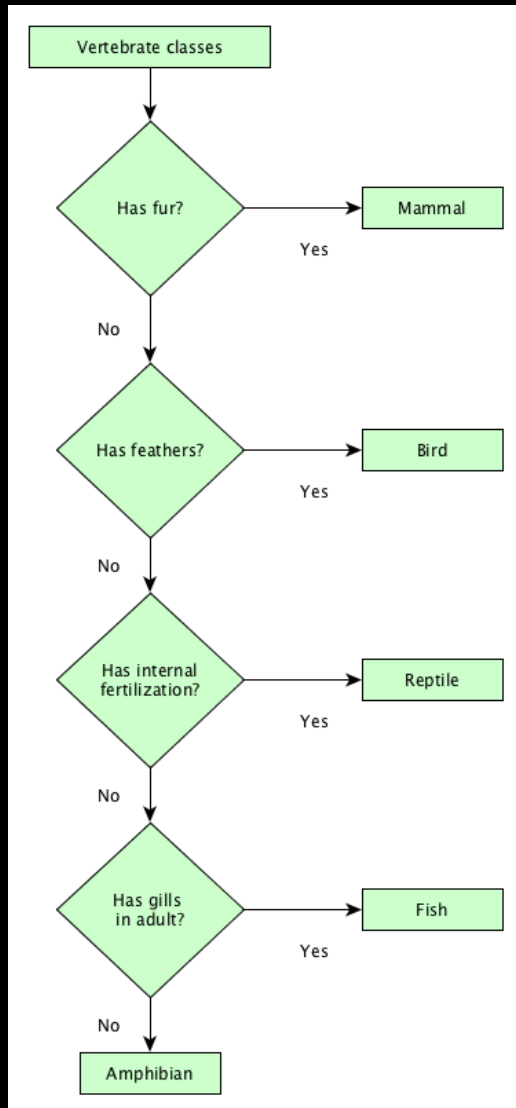 Vertebrate classes
Has fur?
Mammal
Yes
No
Has feathers?
Bird
Yes
No
Has internal
fertilization?
Reptile
Yes
No
Has gills
in adult?
Fish
Yes
No
Amphibian